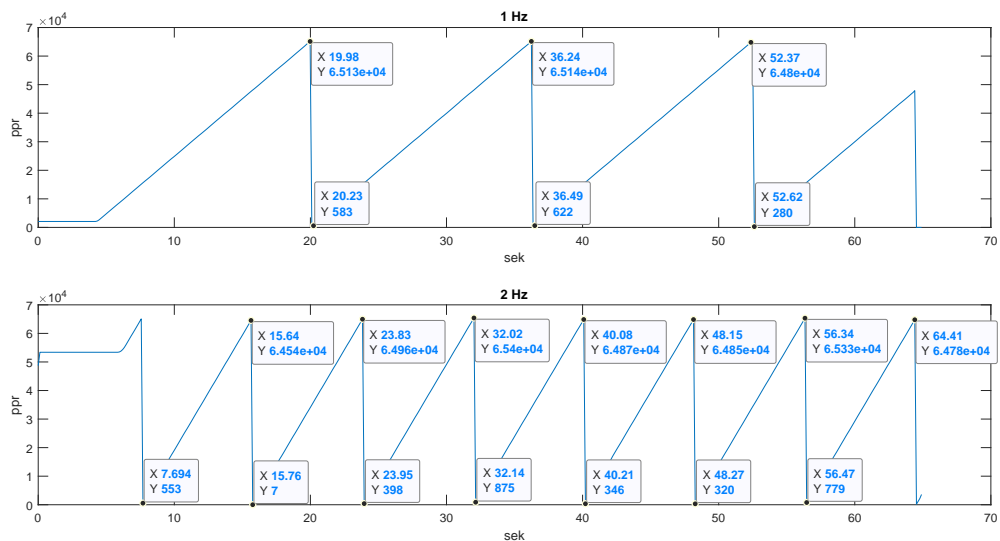 1 Hz
×10^4
7
6
5
4
3
2
1
0
ppr
X 19.98
Y 6.513e+04
X 36.24
Y 6.514e+04
X 52.37
Y 6.48e+04
X 20.23
Y 583
X 36.49
Y 622
X 52.62
Y 280
0 10 20 30 40 50 60 70
sek
2 Hz
×10^4
7
6
5
4
3
2
1
0
ppr
X 15.64
Y 6.454e+04
X 23.83
Y 6.496e+04
X 32.02
Y 6.54e+04
X 40.08
Y 6.487e+04
X 48.15
Y 6.485e+04
X 56.34
Y 6.533e+04
X 64.41
Y 6.478e+04
X 7.694
Y 553
X 15.76
Y 7
X 23.95
Y 398
X 32.14
Y 875
X 40.21
Y 346
X 48.27
Y 320
X 56.47
Y 779
0 10 20 30 40 50 60 70
sek